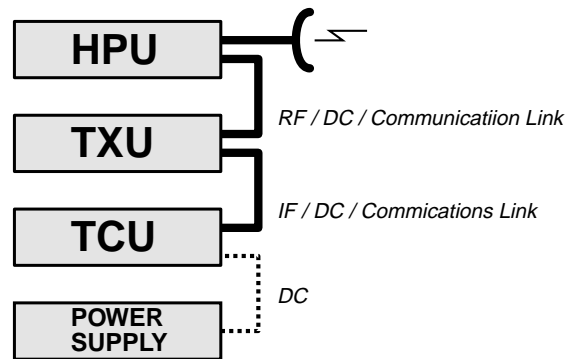 HPU
RF / DC / Communicatiion Link
TXU
IF / DC / Commications Link
TCU
DC
POWER
SUPPLY